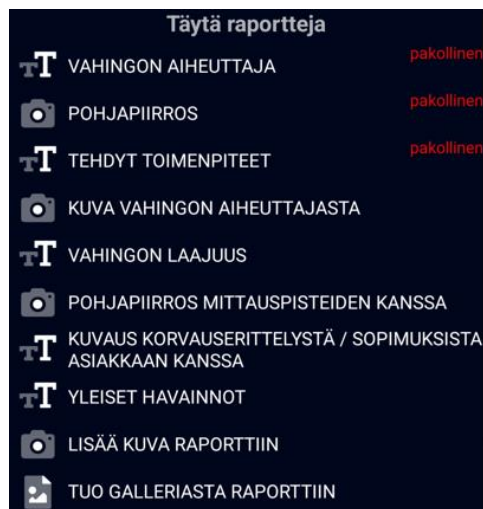 Täytä raportteja
VAHINGON AIHEUTTAJA
pakollinen
POHJAPIIRROS
pakollinen
TEHDYT TOIMENPITEET
pakollinen
KUVA VAHINGON AIHEUTTAJASTA
VAHINGON LAAJUUS
POHJAPIIRROS MITTAUSPISTEIDEN KANSSA
KUVAUS KORVAUSERITTELYSTÄ / SOPIMUKSISTA
ASIAKKAAN KANSSA
YLEISET HAVAINNOT
LISÄÄ KUVA RAPORTTIIN
TUO GALLERIASTA RAPORTTIIN